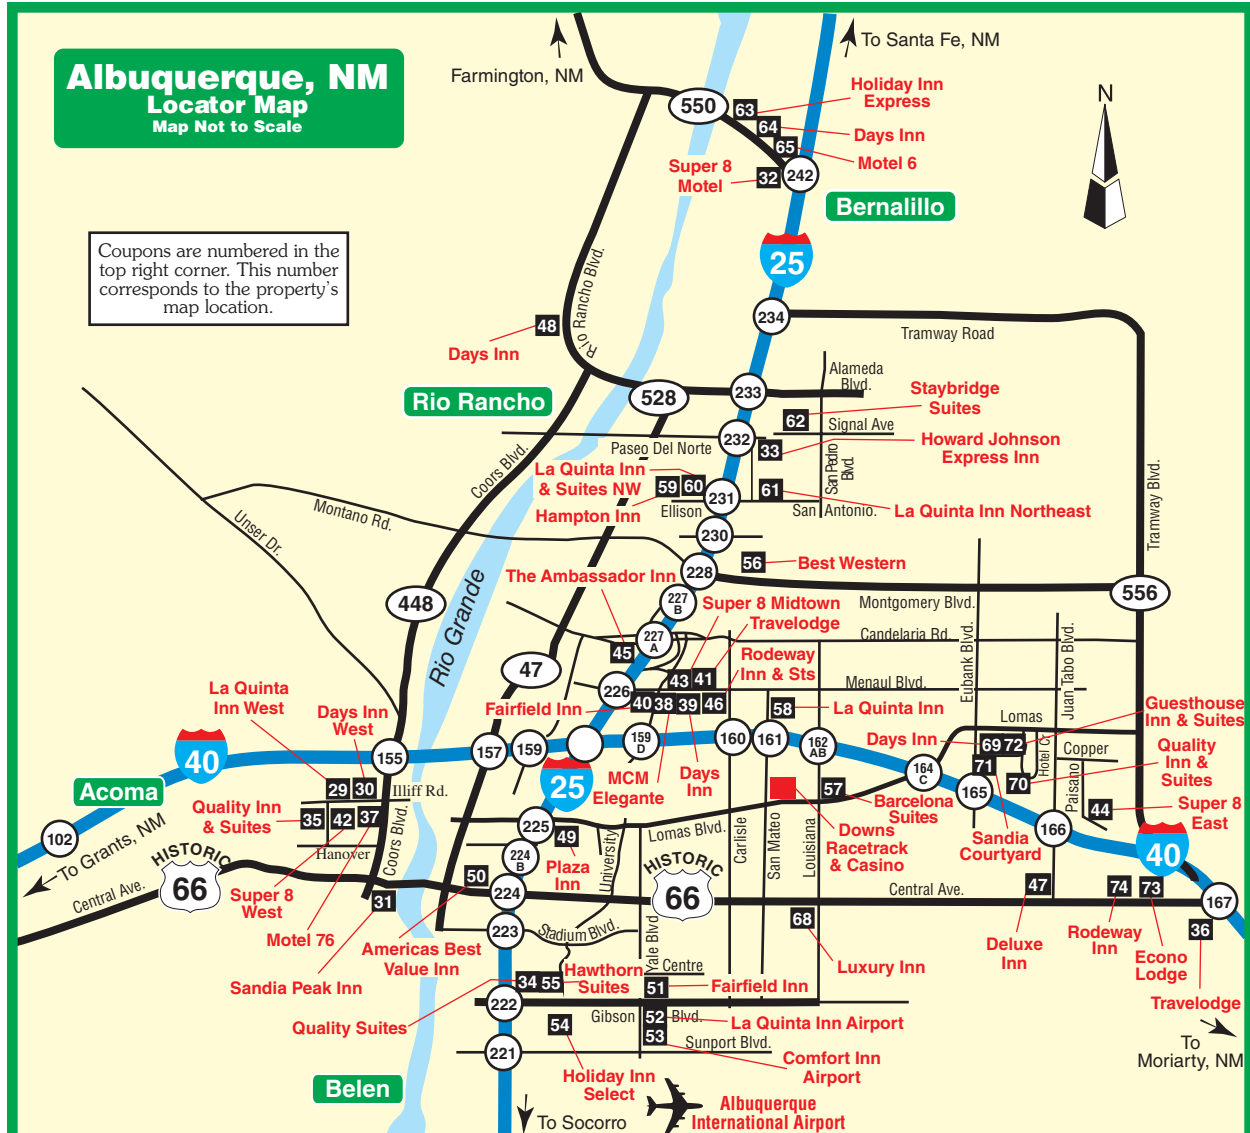 Albuquerque, NM
Locator Map
Map Not to Scale
Farmington, NM
To Santa Fe, NM
N
550
63
Holiday Inn
Express
64
Days Inn
65
Motel 6
Super 8
Motel
32
242
Bernalillo
Coupons are numbered in the
top right corner. This number
corresponds to the property's
map location.
25
Rio Rancho Blvd.
48
Days Inn
234
Tramway Road
Rio Rancho
528
233
Alameda
Blvd.
Staybridge
Suites
62
Signal Ave
232
Paseo Del Norte
33
Howard Johnson
Express Inn
San Pedro
Blvd.
Coors Blvd.
La Quinta Inn
& Suites NW
59
60
Hampton Inn
231
Ellison
61
San Antonio.
La Quinta Inn Northeast
Tramway Blvd.
Unser Dr.
Montano Rd.
230
228
56
Best Western
The Ambassador Inn
227
B
Montgomery Blvd.
556
448
Rio Grande
Super 8 Midtown
Travelodge
227
A
45
Candelaria Rd.
Eubank Blvd.
Juan Tabo Blvd.
47
43
41
Rodeway
Inn & Sts
226
Menaul Blvd.
Fairfield Inn
40
38
39
46
58
La Quinta Inn
Guesthouse
Inn & Suites
La Quinta
Inn West
Days Inn
West
Lomas
40
155
157
159
159
D
160
161
162
AB
Days Inn
69
72
Hotel C.
Copper
Quality
Inn &
Suites
71
70
164
C
25
MCM
Elegante
Days
Inn
Acoma
29
30
Illiff Rd.
57
Barcelona
Suites
165
Paisano
44
Super 8
East
Quality Inn
& Suites
35
42
37
102
Downs
Racetrack
& Casino
166
Sandia
Courtyard
40
225
49
Lomas Blvd.
Carlisle
San Mateo
Louisiana
To Grants, NM
Hanover
Coors Blvd.
HISTORIC
66
224
B
Plaza
Inn
University
HISTORIC
66
Central Ave.
50
224
Central Ave.
47
74
73
167
Super 8
West
31
Motel 76
Americas Best
Value Inn
223
Stadium Blvd.
68
36
Deluxe
Inn
Rodeway
Inn
Econo
Lodge
Sandia Peak Inn
34
55
Hawthorn
Suites
Yale Blvd
Centre
Luxury Inn
51
Fairfield Inn
Travelodge
222
Quality Suites
54
Gibson
52
Blvd.
La Quinta Inn Airport
53
Sunport Blvd.
To
Moriarty, NM
221
Comfort Inn
Airport
Holiday Inn
Select
Belen
To Socorro
Albuquerque
International Airport